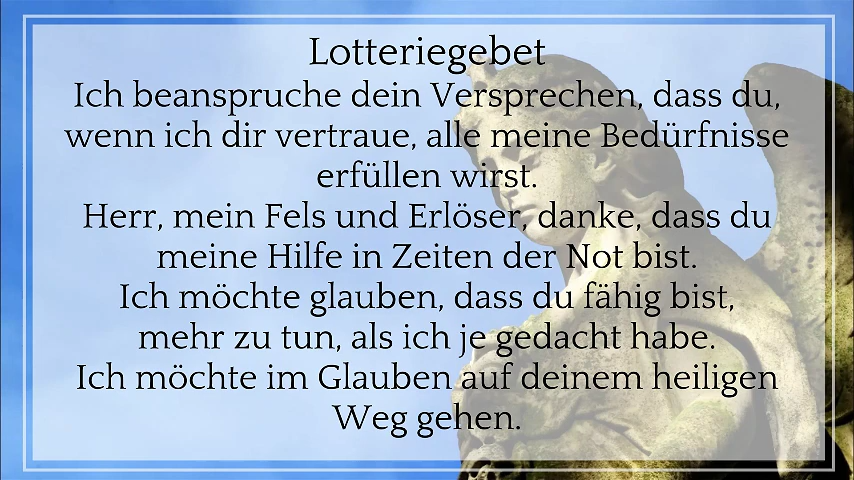 Lotteriegebet
Ich beanspruche dein Versprechen, dass du,
wenn ich dir vertraue, alle meine Bedürfnisse
erfüllen wirst.
Herr, mein Fels und Erlöser, danke, dass du
meine Hilfe in Zeiten der Not bist.
Ich möchte glauben, dass du fähig bist,
mehr zu tun, als ich je gedacht habe.
Ich möchte im Glauben auf deinem heiligen
Weg gehen.